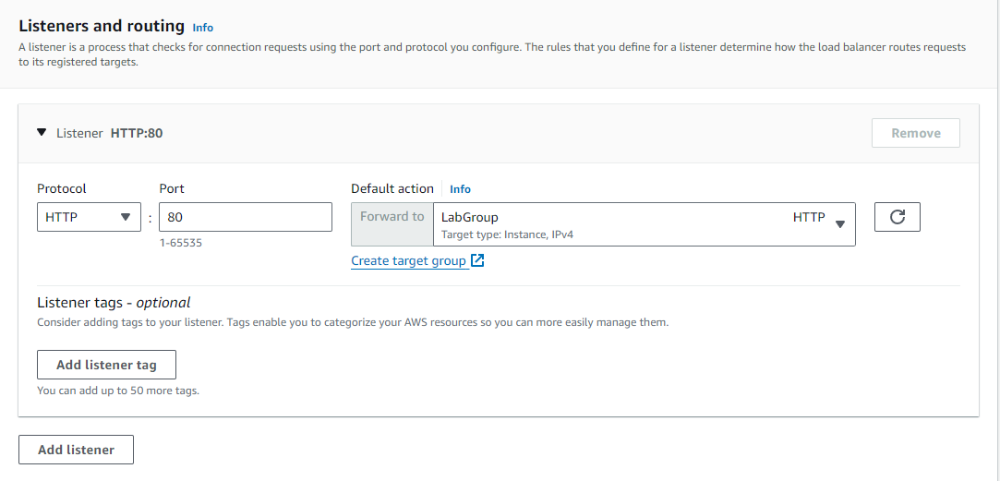 Listeners and routing Info
A listener is a process that checks for connection requests using the port and protocol you configure. The rules that you define for a listener determine how the load balancer routes requests
to its registered targets.
Listener HTTP:80
Remove
Protocol
Port
Default action Info
HTTP
:
80
Forward to
LabGroup
HTTP
Target type: Instance, IPv4
1-65535
Create target group
Listener tags - optional
Consider adding tags to your listener. Tags enable you to categorize your AWS resources so you can more easily manage them.
Add listener tag
You can add up to 50 more tags.
Add listener